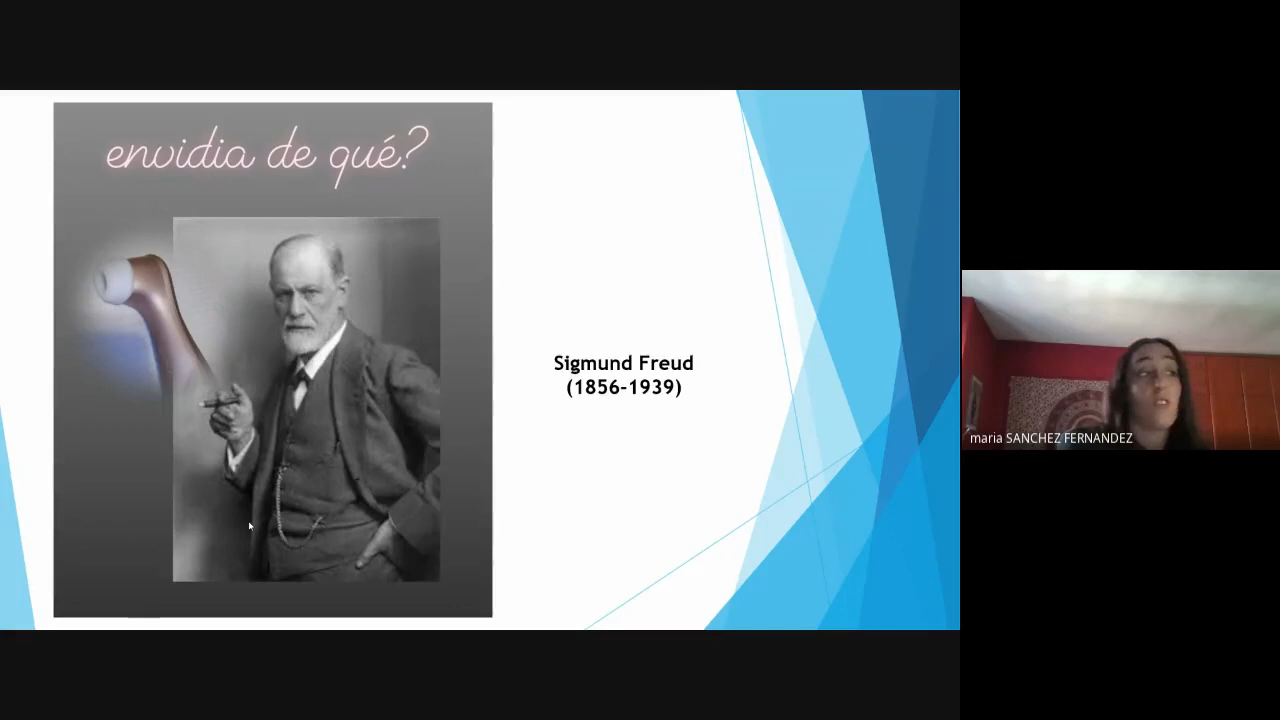 envidia de qué?
Sigmund Freud
(1856-1939)
maria SANCHEZ FERNANDEZ